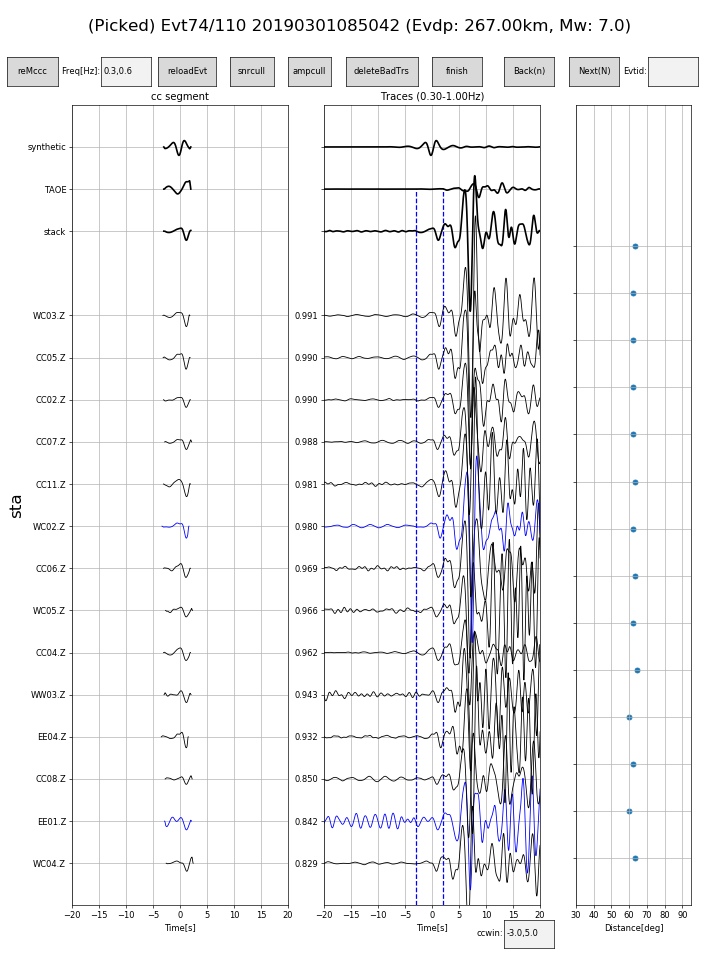 (Picked) Evt74/110 20190301085042 (Evdp: 267.00km, Mw: 7.0)
reMccc Freq[Hz]: 0.3,0.6 reloadEvt snrcull ampcull deleteBadTrs finish Back(n) Next(N) Evtid:
cc segment Traces (0.30-1.00Hz)
synthetic
TAOE
stack
WC03.Z 0.991
CC05.Z 0.990
CC02.Z 0.990
CC07.Z 0.988
CC11.Z 0.981
WC02.Z 0.980
CC06.Z 0.969
WC05.Z 0.966
CC04.Z 0.962
WW03.Z 0.943
EE04.Z 0.932
CC08.Z 0.850
EE01.Z 0.842
WC04.Z 0.829
sta
−20 −15 −10 −5 0 5 10 15 20 −20 −15 −10 −5 0 5 10 15 20 30 40 50 60 70 80 90
Time[s] Time[s] Distance[deg]
ccwin: -3.0,5.0